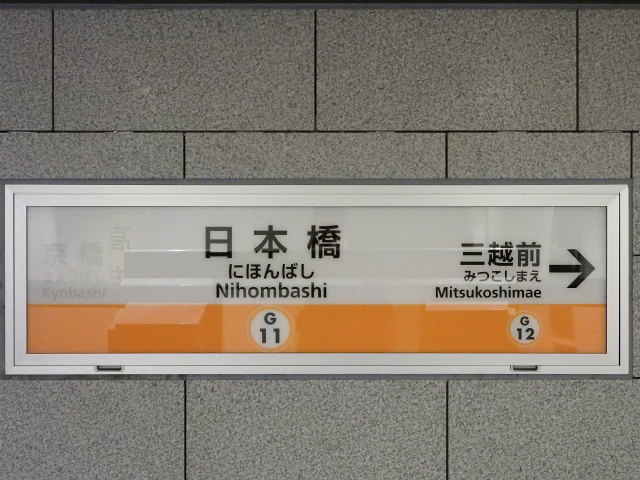 京橋
きょうばし
Kyobashi
日本橋
にほんばし
Nihombashi
G
11
三越前
みつこしまえ
Mitsukoshimae
G
12